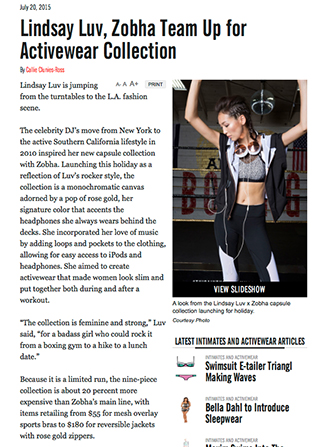 July 20, 2015
Lindsay Luv, Zobha Team Up for
Activewear Collection
By
Lindsay Luv is jumping
from the turntables to the L.A. fashion
scene.
A- A A+ PRINT
The celebrity DJ's move from New York to
the active Southern California lifestyle in
2010 inspired her new capsule collection
with Zobha. Launching this holiday as a
reflection of Luv's rocker style, the
collection is a monochromatic canvas
adorned by a pop of rose gold, her
signature color that accents the
headphones she always wears behind the
decks. She incorporated her love of music
by adding loops and pockets to the clothing,
allowing for easy access to iPods and
headphones. She aimed to create
activewear that made women look slim and
put together both during and after a
workout.
"The collection is feminine and strong," Luv
said, "for a badass girl who could rock it
from a boxing gym to a hike to a lunch
date."
Because it is a limited run, the nine-piece
collection is about 20 percent more
expensive than Zobha's main line, with
items retailing from $55 for mesh overlay
sports bras to $180 for reversible jackets
with rose gold zippers.
VIEW SLIDESHOW
A look from the Lindsay Luv x Zobha capsule
collection launching for holiday.
Courtesy Photo
LATEST INTIMATES AND ACTIVEWEAR ARTICLES
INTIMATES AND ACTIVEWEAR
Swimsuit E-tailer Triangl
Making Waves
INTIMATES AND ACTIVEWEAR
Bella Dahl to Introduce
Sleepwear
INTIMATES AND ACTIVEWEAR